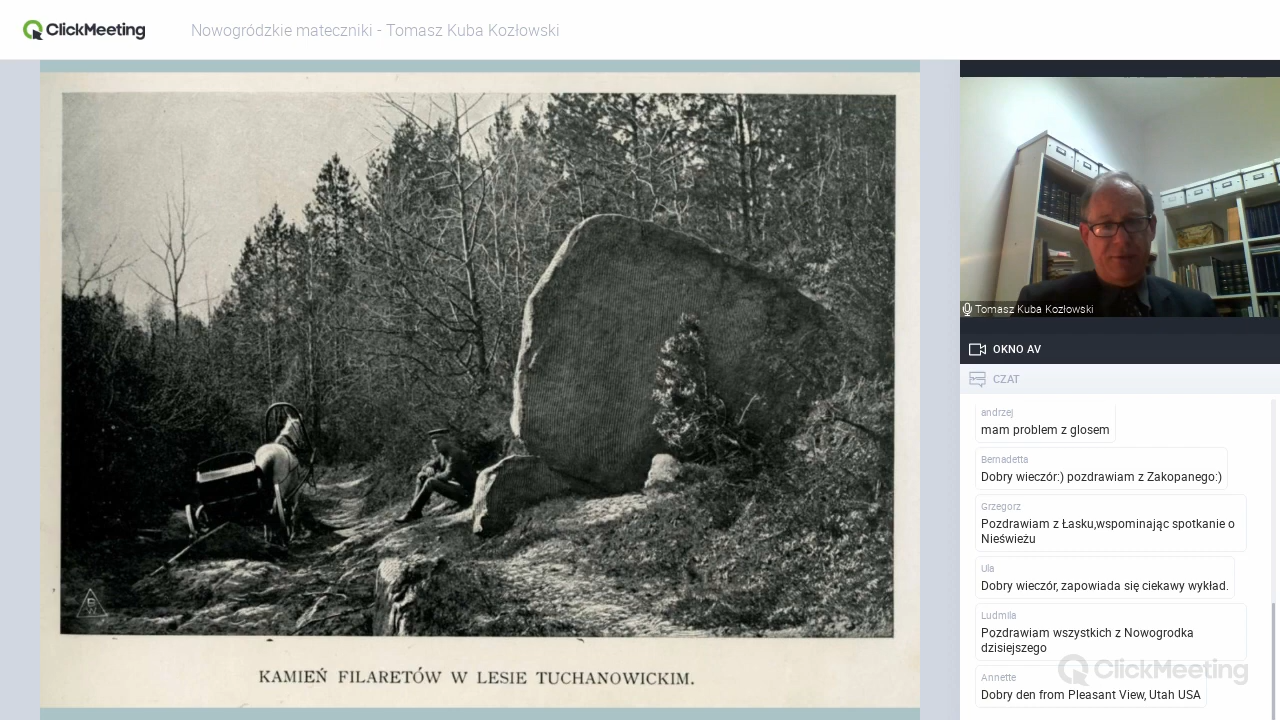 ClickMeeting
Nowogródzkie mateczniki - Tomasz Kuba Kozłowski
KAMIEŃ FILARETÓW W LESIE TUCHANOWICKIM.
Tomasz Kuba Kozłowski
OKNO AV
CZAT
andrzej
mam problem z glosem
Bernadetta
Dobry wieczór:) pozdrawiam z Zakopanego:)
Grzegorz
Pozdrawiam z Łasku,wspominając spotkanie o
Nieświeżu
Ula
Dobry wieczór, zapowiada się ciekawy wykład.
Ludmila
Pozdrawiam wszystkich z Nowogrodka
dzisiejszego
ClickMeeting
Annette
Dobry den from Pleasant View, Utah USA